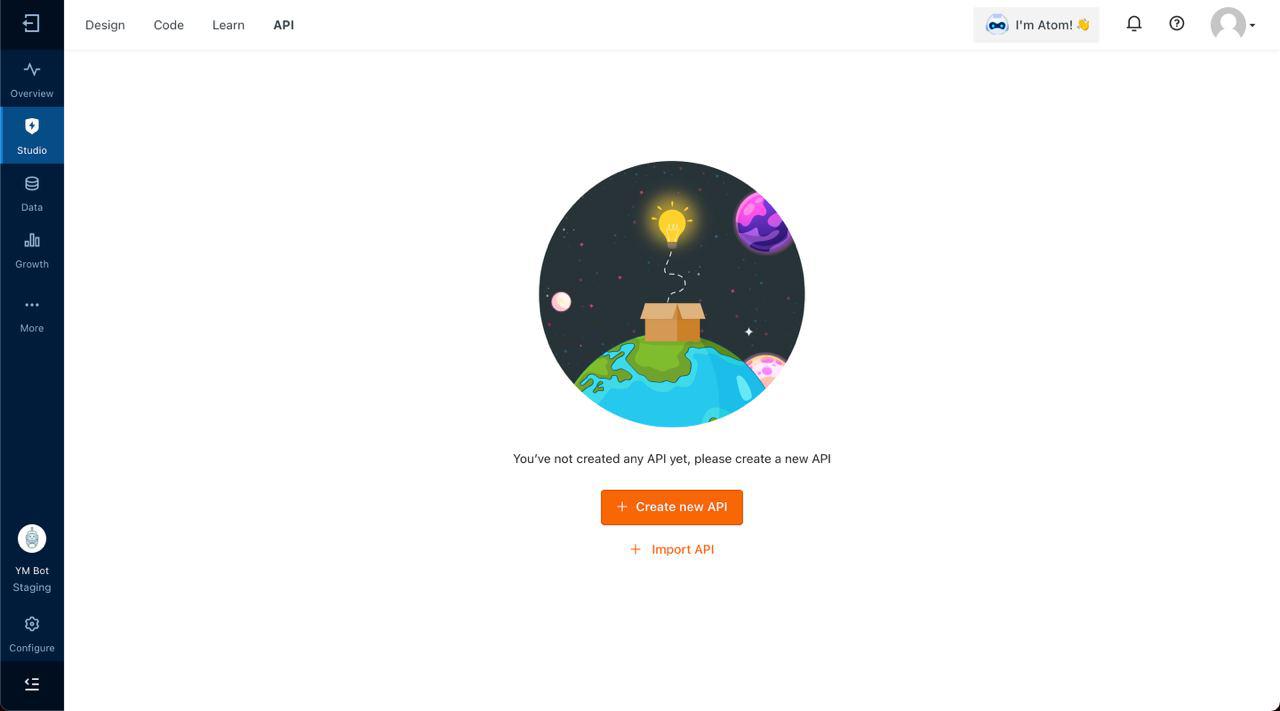 Design Code Learn API
I'm Atom! 👋
Overview
Studio
Data
Growth
More
You’ve not created any API yet, please create a new API
+ Create new API
+ Import API
YM Bot
Staging
Configure